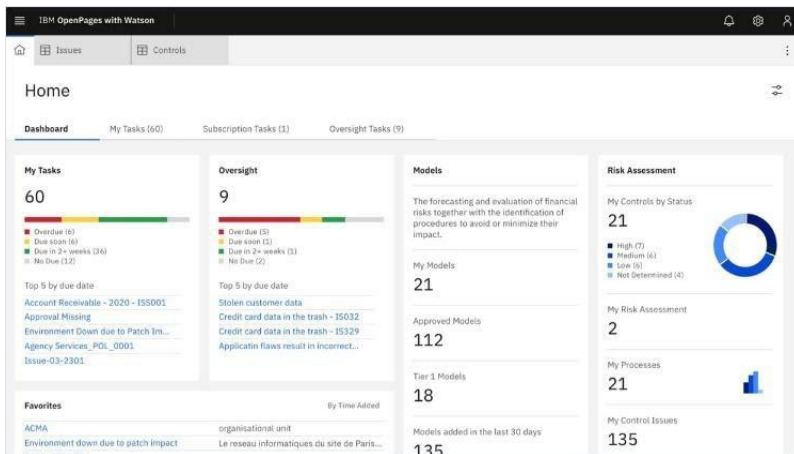 IBM OpenPages with Watson
Issues
Controls
Home
Dashboard
My Tasks (60)
Subscription Tasks (1)
Oversight Tasks (9)
My Tasks
60
Overdue (6)
Due soon (6)
Due in 2+ weeks (36)
No Due (12)
Top 5 by due date
Account Receivable - 2020 - ISS001
Approval Missing
Environment Down due to Patch Im...
Agency Services_POL_0001
Issue-03-2301
Oversight
9
Overdue (5)
Due soon (1)
Due in 2+ weeks (1)
No Due (2)
Top 5 by due date
Stolen customer data
Credit card data in the trash - IS032
Credit card data in the trash - IS329
Applicatin flaws result in incorrect...
Favorites
By Time Added
ACMA
organisational unit
Environment down due to patch impact
Le reseau informatiques du site de Paris...
Models
The forecasting and evaluation of financial
risks together with the identification of
procedures to avoid or minimize their
impact.
My Models
21
Approved Models
112
Tier 1 Models
18
Models added in the last 30 days
135
Risk Assessment
My Controls by Status
21
High (7)
Medium (6)
Low (6)
Not Determined (4)
My Risk Assessment
2
My Processes
21
My Control Issues
135